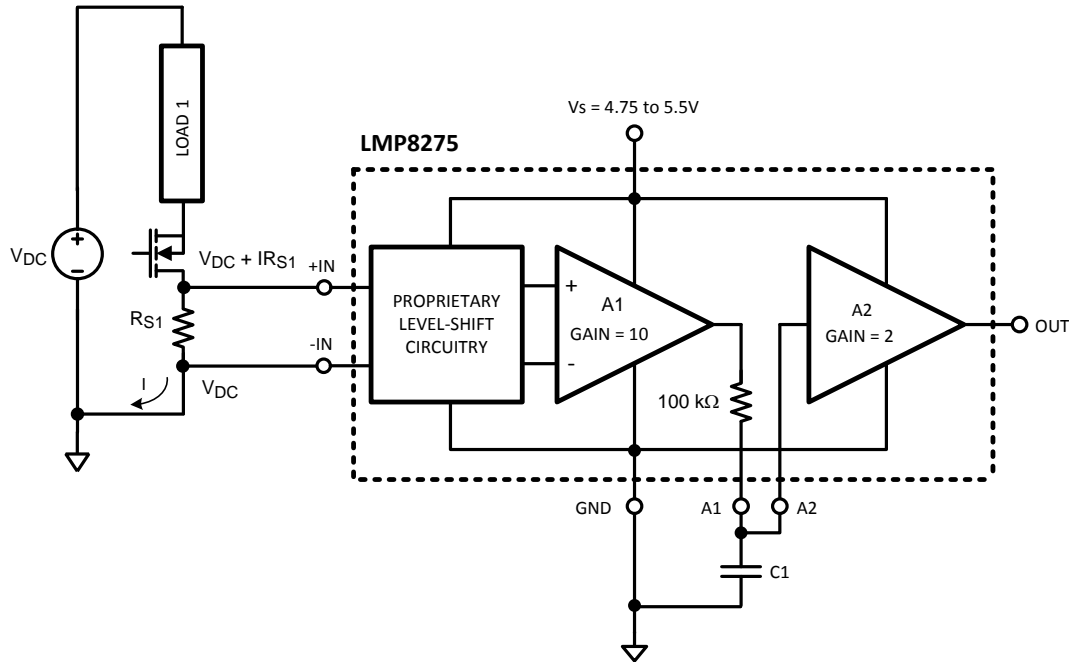 Vs = 4.75 to 5.5V
LMP8275
LOAD 1
VDC
+
−
VDC + IRS1
+IN
RS1
-IN
I
VDC
PROPRIETARY
LEVEL-SHIFT
CIRCUITRY
+
-
A1
GAIN = 10
100 kΩ
A2
GAIN = 2
OUT
GND
A1
A2
C1